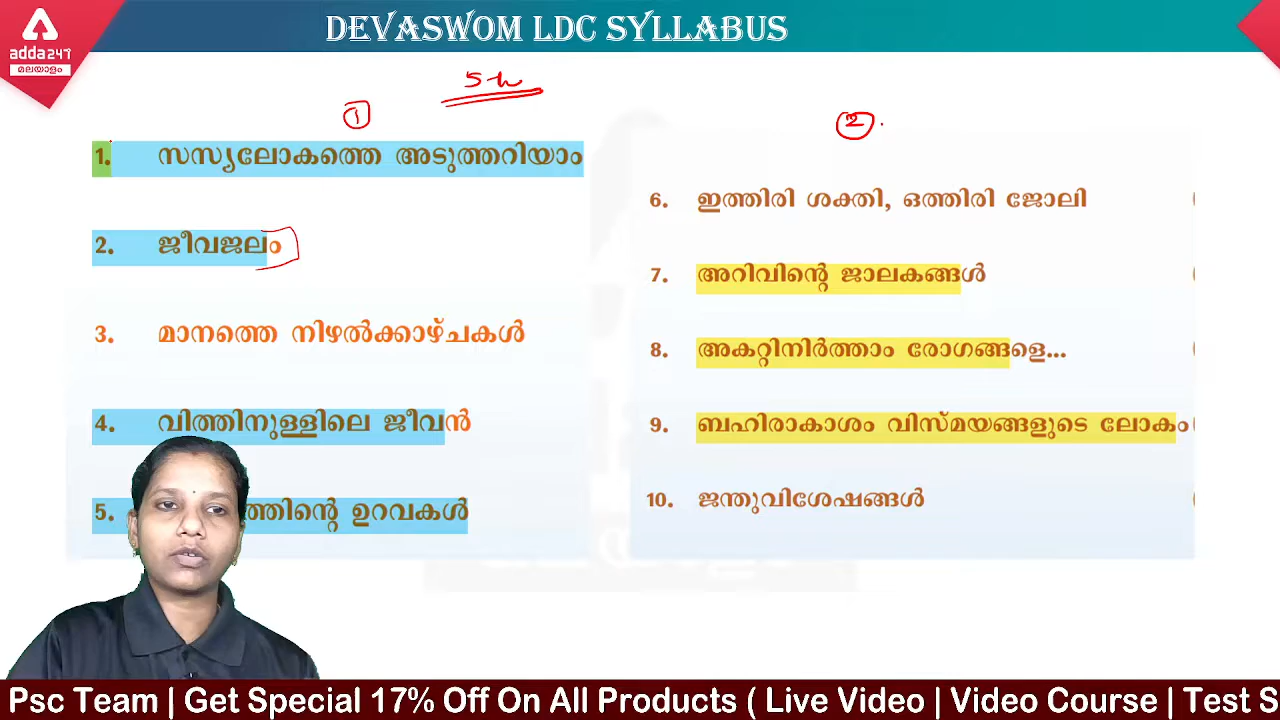 adda247
മലയാളം
DEVASWOM LDC SYLLABUS
1
2
1. സസ്യലോകത്തെ അടുത്തറിയാം
2. ജീവജലം
3. മാനത്തെ നിഴൽക്കാഴ്ചകൾ
4. വിത്തിനുള്ളിലെ ജീവൻ
5. ത്തിന്റെ ഉറവകൾ
6. ഇത്തിരി ശക്തി, ഒത്തിരി ജോലി
7. അറിവിന്റെ ജാലകങ്ങൾ
8. അകറ്റിനിർത്താം രോഗങ്ങളെ...
9. ബഹിരാകാശം വിസ്മയങ്ങളുടെ ലോകം
10. ജന്തുവിശേഷങ്ങൾ
Psc Team | Get Special 17% Off On All Products ( Live Video | Video Course | Test S